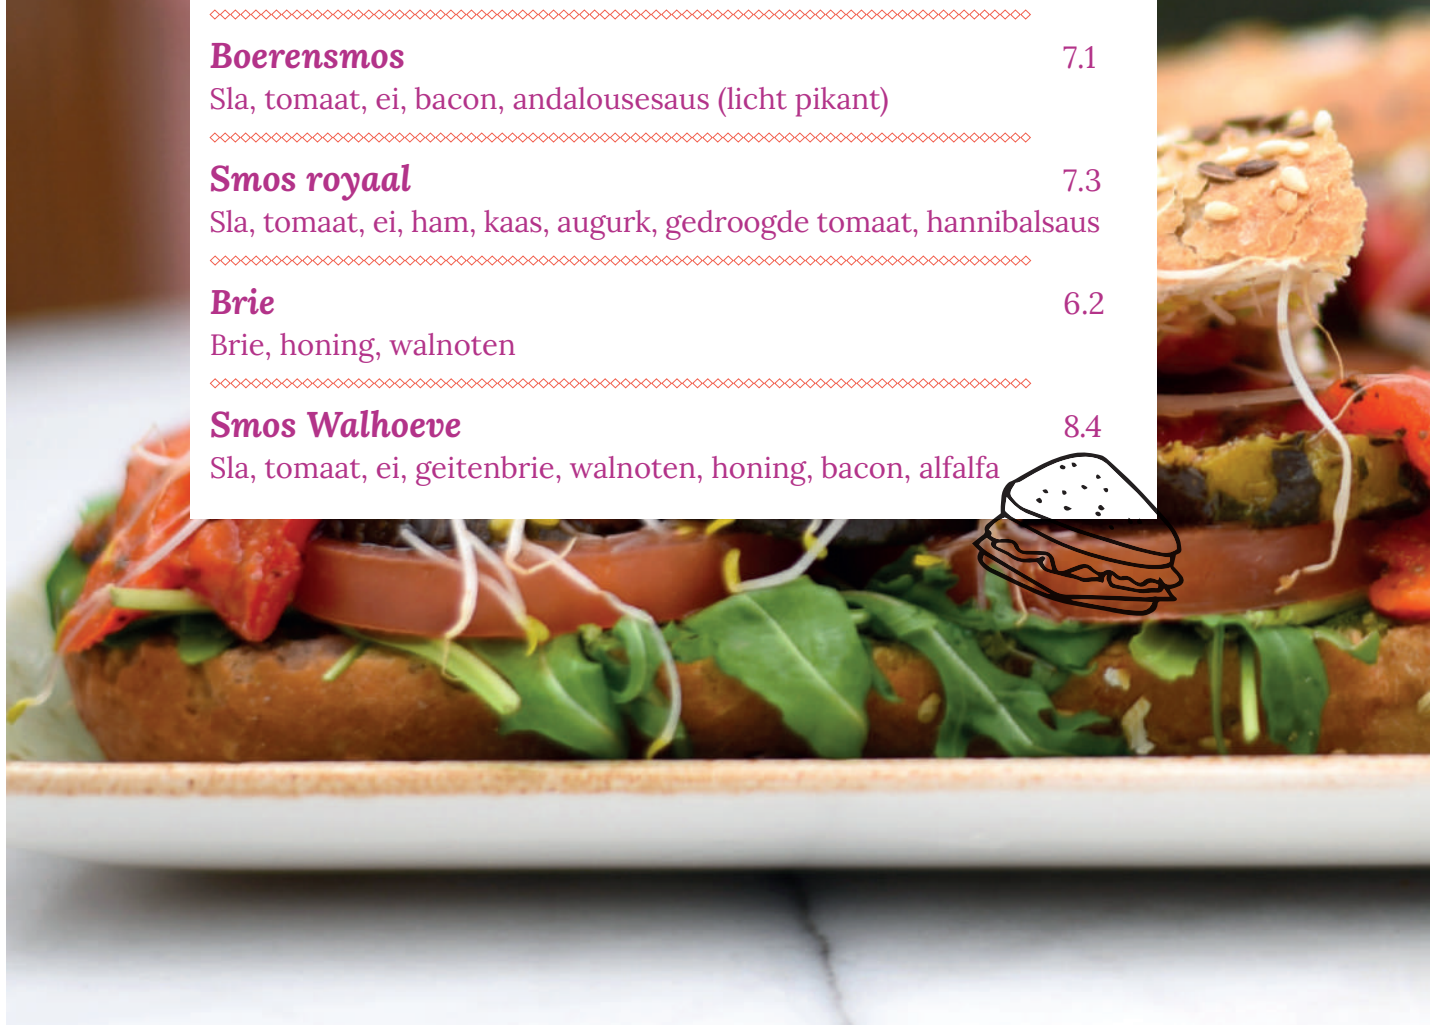 Boerensmos 7.1
Sla, tomaat, ei, bacon, andalousesaus (licht pikant)
Smos royaal 7.3
Sla, tomaat, ei, ham, kaas, augurk, gedroogde tomaat, hannibalsaus
Brie 6.2
Brie, honing, walnoten
Smos Walhoeve 8.4
Sla, tomaat, ei, geitenbrie, walnoten, honing, bacon, alfalfa